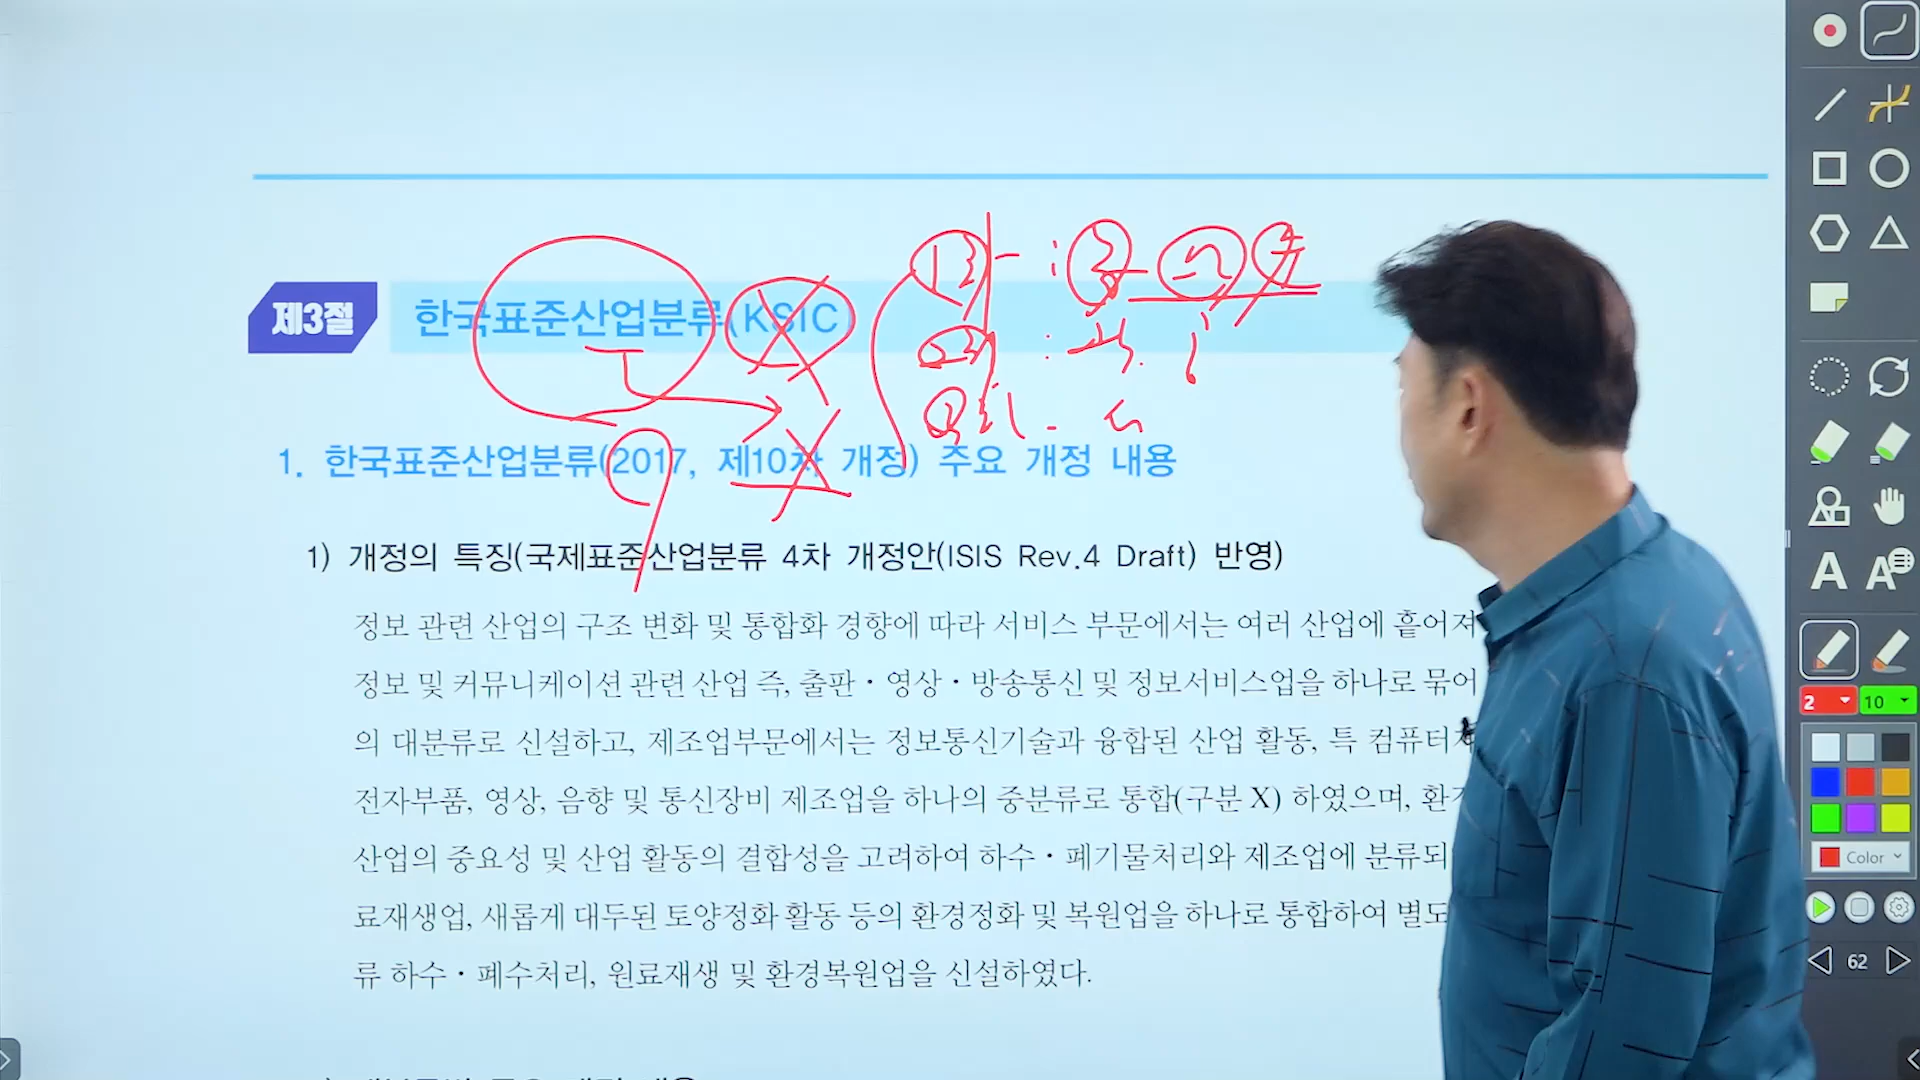 제3절 한국표준산업분류(KSIC)
1. 한국표준산업분류(2017, 제10차 개정) 주요 개정 내용
1) 개정의 특징(국제표준산업분류 4차 개정안(ISIS Rev.4 Draft) 반영)
정보 관련 산업의 구조 변화 및 통합화 경향에 따라 서비스 부문에서는 여러 산업에 흩어져
정보 및 커뮤니케이션 관련 산업 즉, 출판・영상・방송통신 및 정보서비스업을 하나로 묶어
의 대분류로 신설하고, 제조업부문에서는 정보통신기술과 융합된 산업 활동, 특 컴퓨터
전자부품, 영상, 음향 및 통신장비 제조업을 하나의 중분류로 통합(구분 X) 하였으며,
산업의 중요성 및 산업 활동의 결합성을 고려하여 하수・폐기물처리와 제조업에 분류되
료재생업, 새롭게 대두된 토양정화 활동 등의 환경정화 및 복원업을 하나로 통합하여 별도
류 하수・폐수처리, 원료재생 및 환경복원업을 신설하였다.
2
10
Color
62